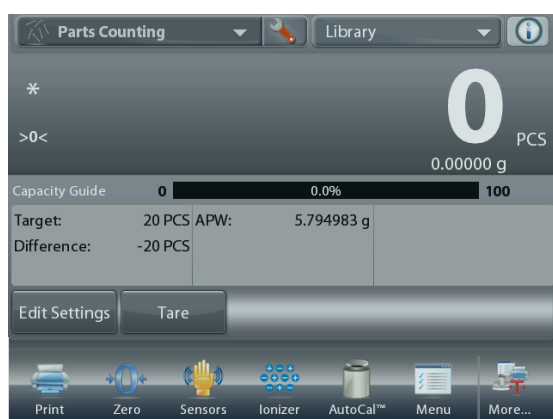 Parts Counting Library
*
0
>0<
PCS
0.00000 g
Capacity Guide 0 0.0% 100
Target: 20 PCS APW: 5.794983 g
Difference: -20 PCS
Edit Settings Tare
Print Zero Sensors Ionizer AutoCal™ Menu More...